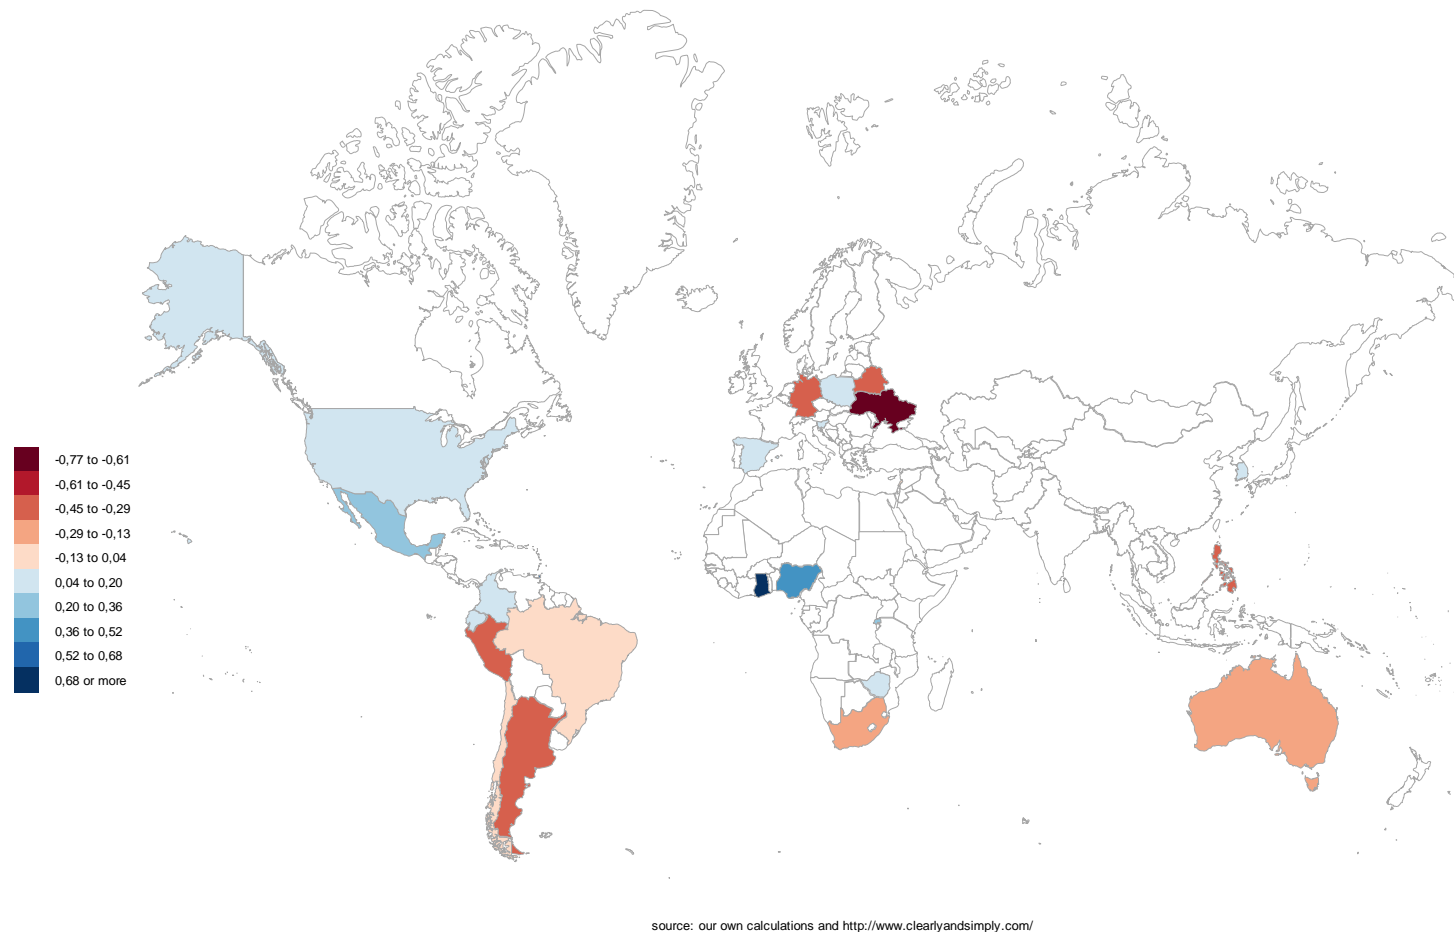 -0,77 to -0,61
-0,61 to -0,45
-0,45 to -0,29
-0,29 to -0,13
-0,13 to 0,04
0,04 to 0,20
0,20 to 0,36
0,36 to 0,52
0,52 to 0,68
0,68 or more
source: our own calculations and http://www.clearlyandsimply.com/